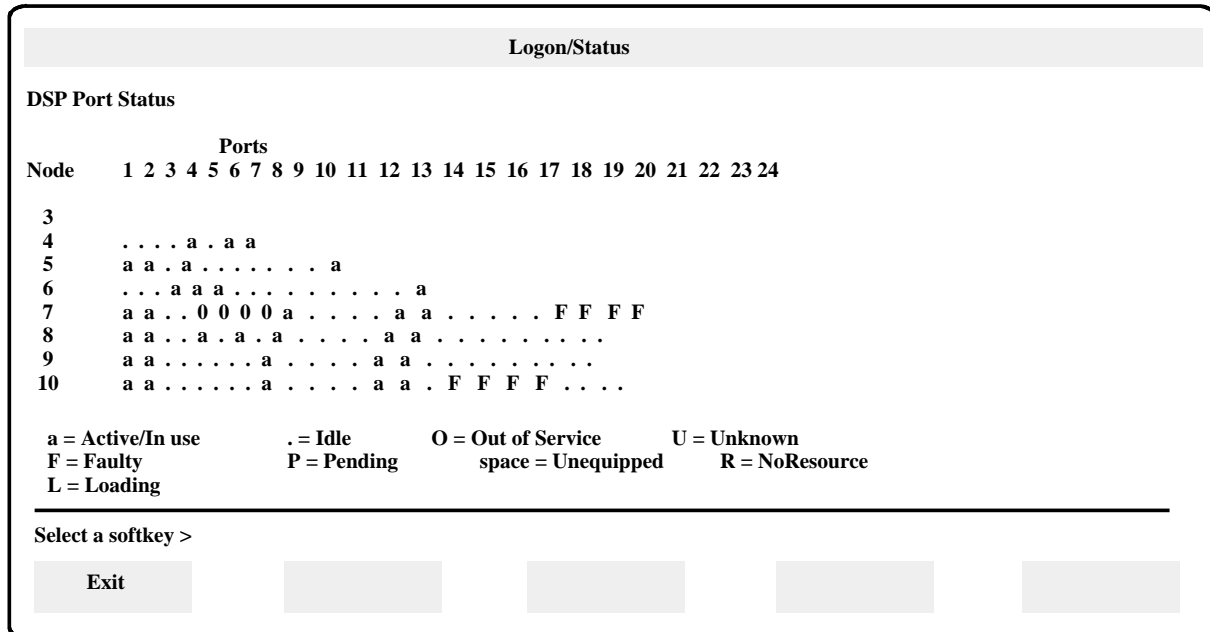 Logon/Status
DSP Port Status
Ports
Node 1 2 3 4 5 6 7 8 9 10 11 12 13 14 15 16 17 18 19 20 21 22 23 24
3
4 . . . . a . a a
5 a a . a . . . . . . a
6 . . . a a a . . . . . . . . . a
7 a a . . 0 0 0 0 a . . . . a a . . . . . F F F F
8 a a . . a . a . a . . . . a a . . . . . . . . .
9 a a . . . . . . a . . . . a a . . . . . . . . .
10 a a . . . . . . a . . . . a a . F F F F . . . .
a = Active/In use . = Idle O = Out of Service U = Unknown
F = Faulty P = Pending space = Unequipped R = NoResource
L = Loading
Select a softkey >
Exit